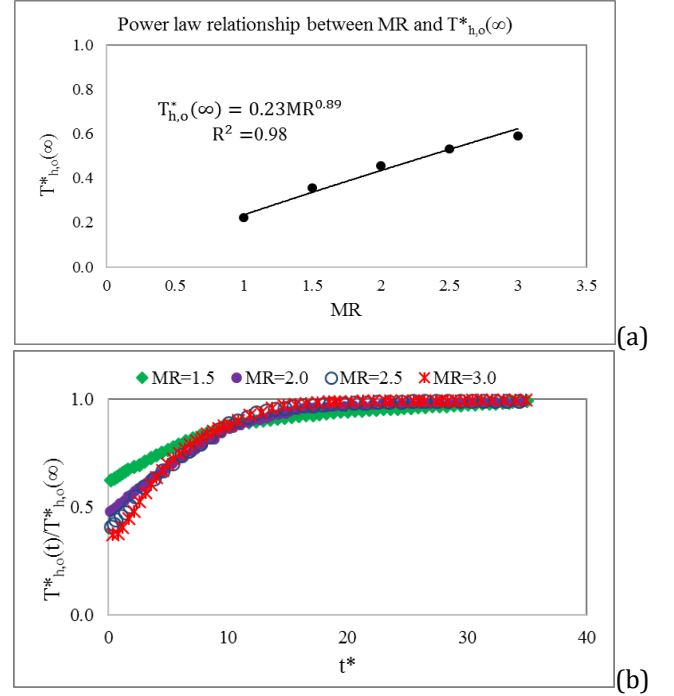 Power law relationship between MR and T*h,o(∞)
T*h,o(∞) = 0.23MR^0.89
R² =0.98
1.0
0.8
0.6
0.4
0.2
0.0
T*h,o(∞)
0 0.5 1 1.5 2 2.5 3 3.5
MR
(a)
MR=1.5 MR=2.0 MR=2.5 MR=3.0
1.0
0.5
0.0
T*h,o(t)/T*h,o(∞)
0 10 20 30 40
t*
(b)